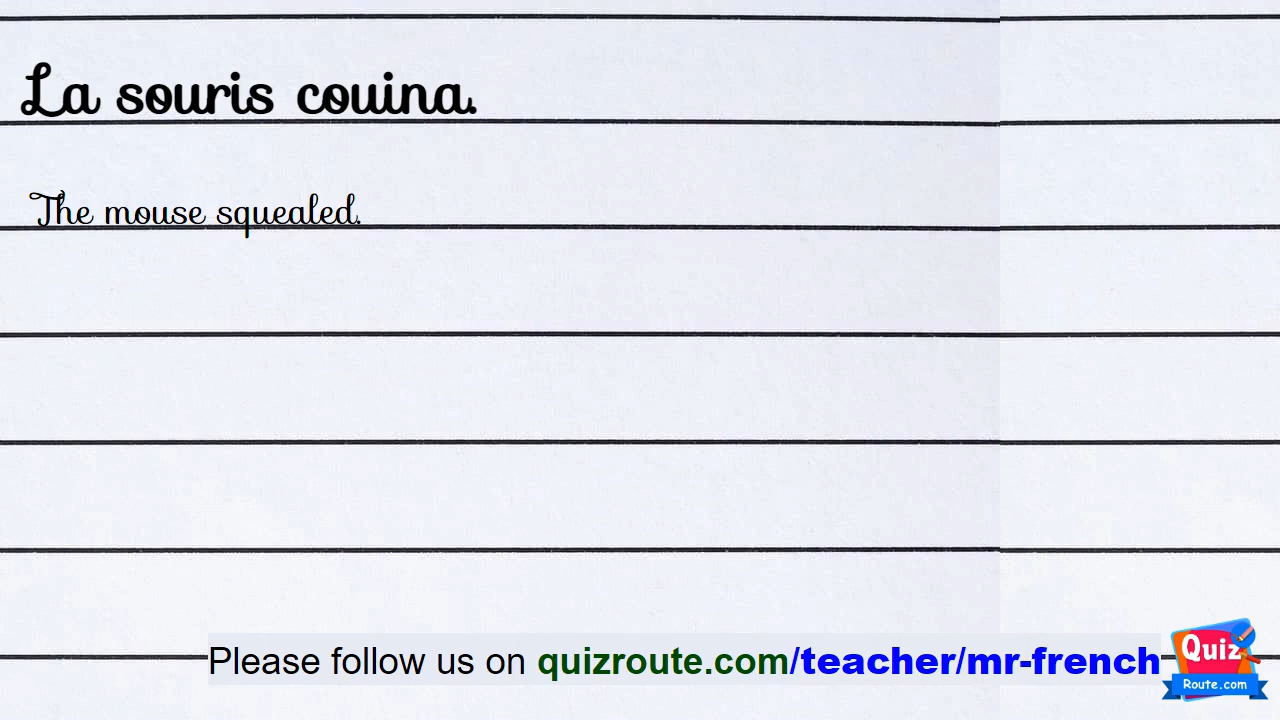 La souris couina.
The mouse squealed.
Please follow us on quizroute.com/teacher/mr-french
Quiz
Route.com